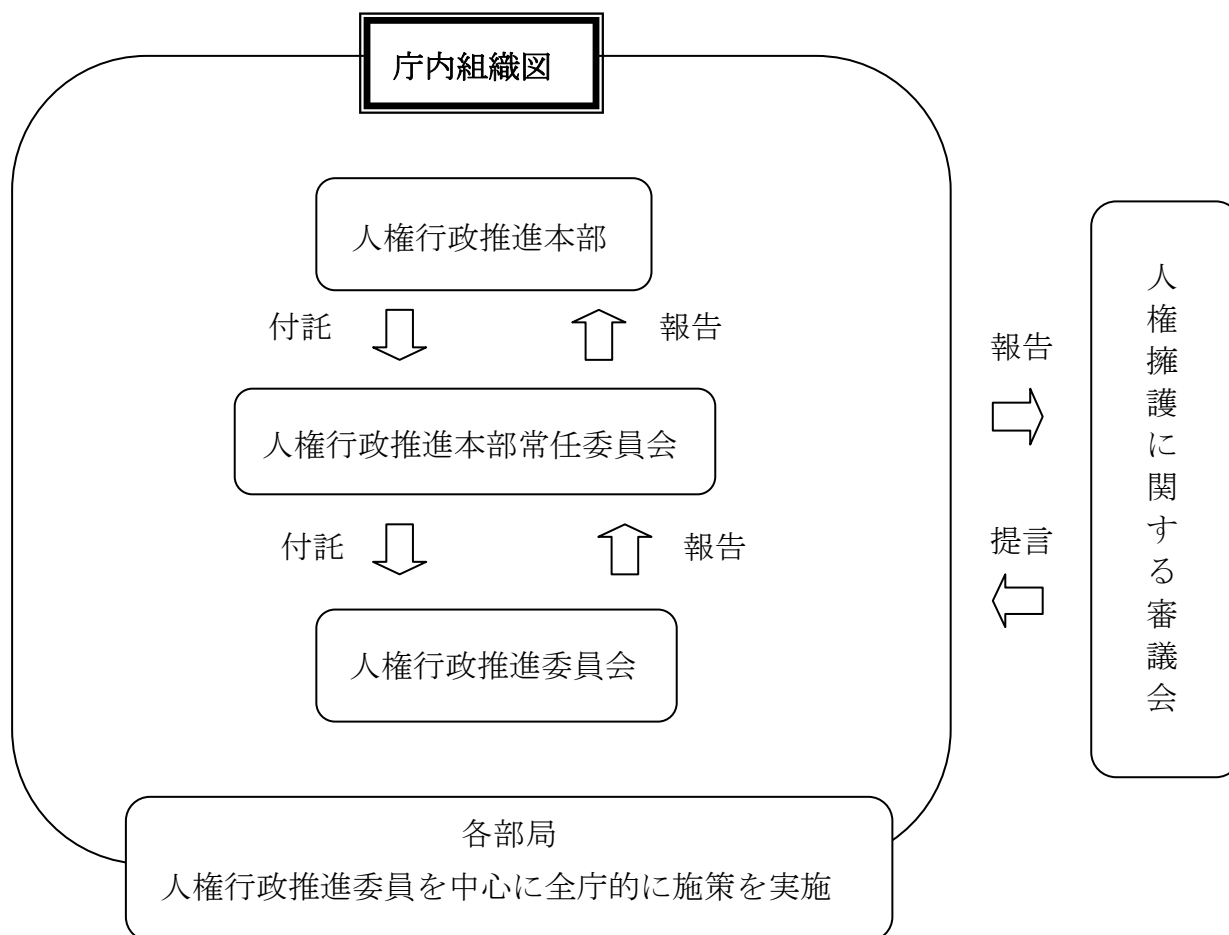 庁内組織図
人権行政推進本部
付託
報告
人権行政推進本部常任委員会
付託
報告
人権行政推進委員会
各部局
人権行政推進委員を中心に全庁的に施策を実施
報告
提言
人権擁護に関する審議会